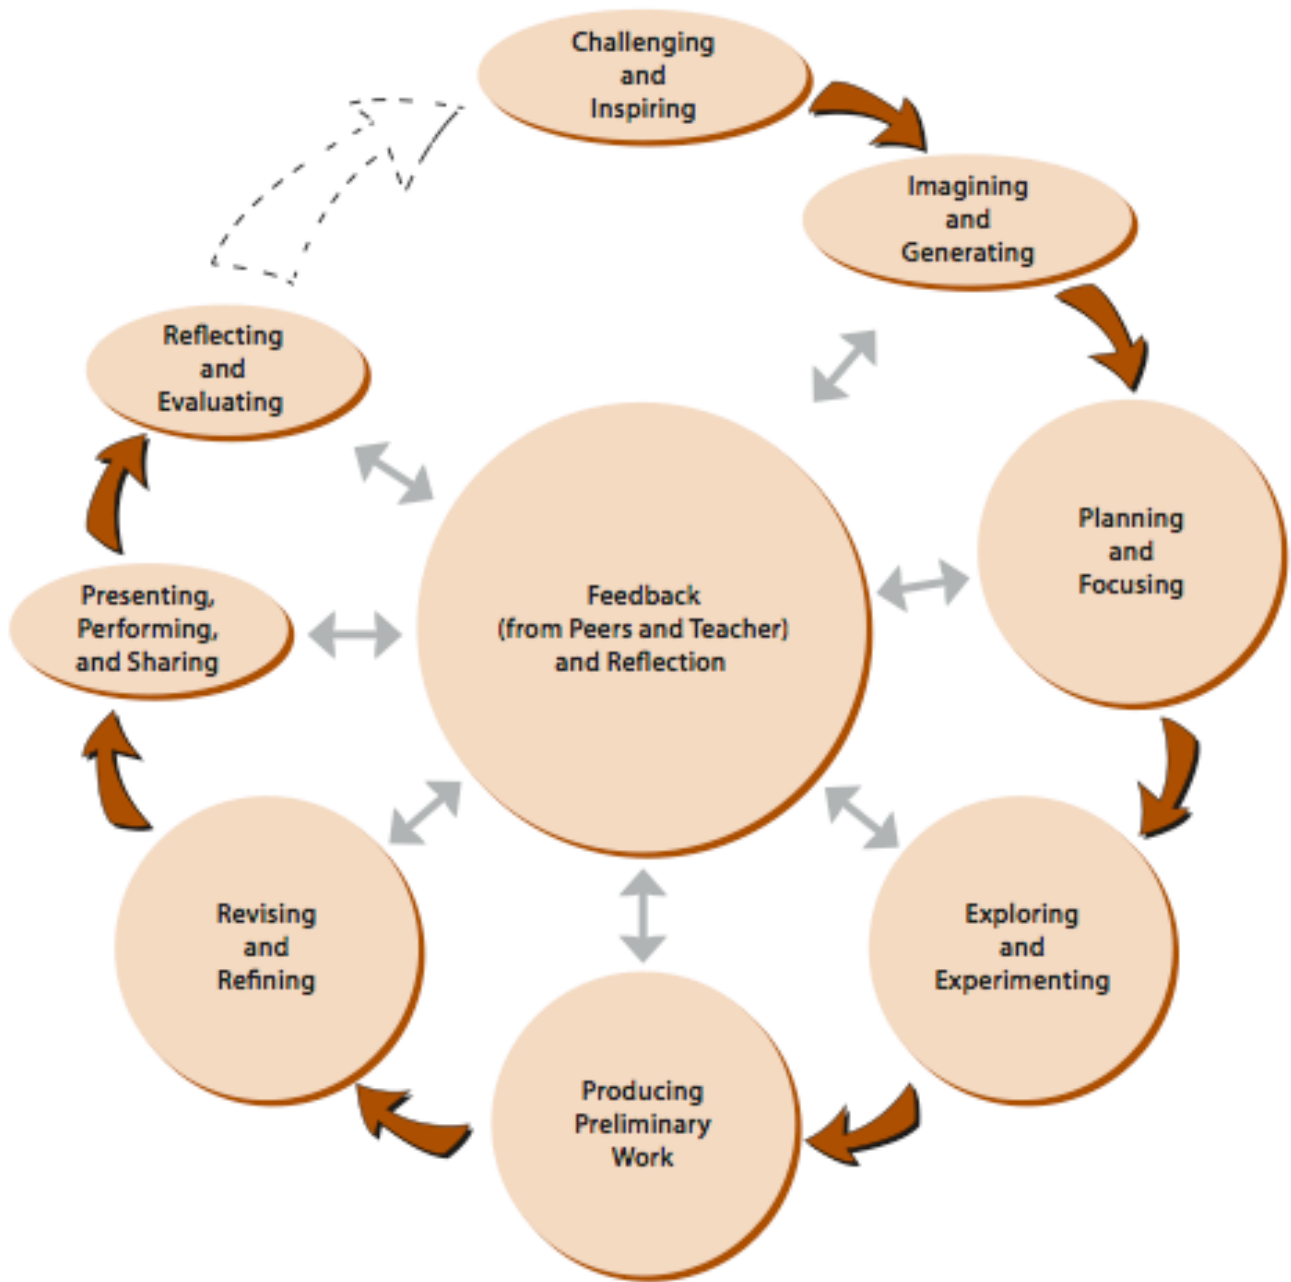 Challenging
and
Inspiring
Imagining
and
Generating
Planning
and
Focusing
Exploring
and
Experimenting
Producing
Preliminary
Work
Revising
and
Refining
Presenting,
Performing,
and Sharing
Reflecting
and
Evaluating
Feedback
(from Peers and Teacher)
and Reflection